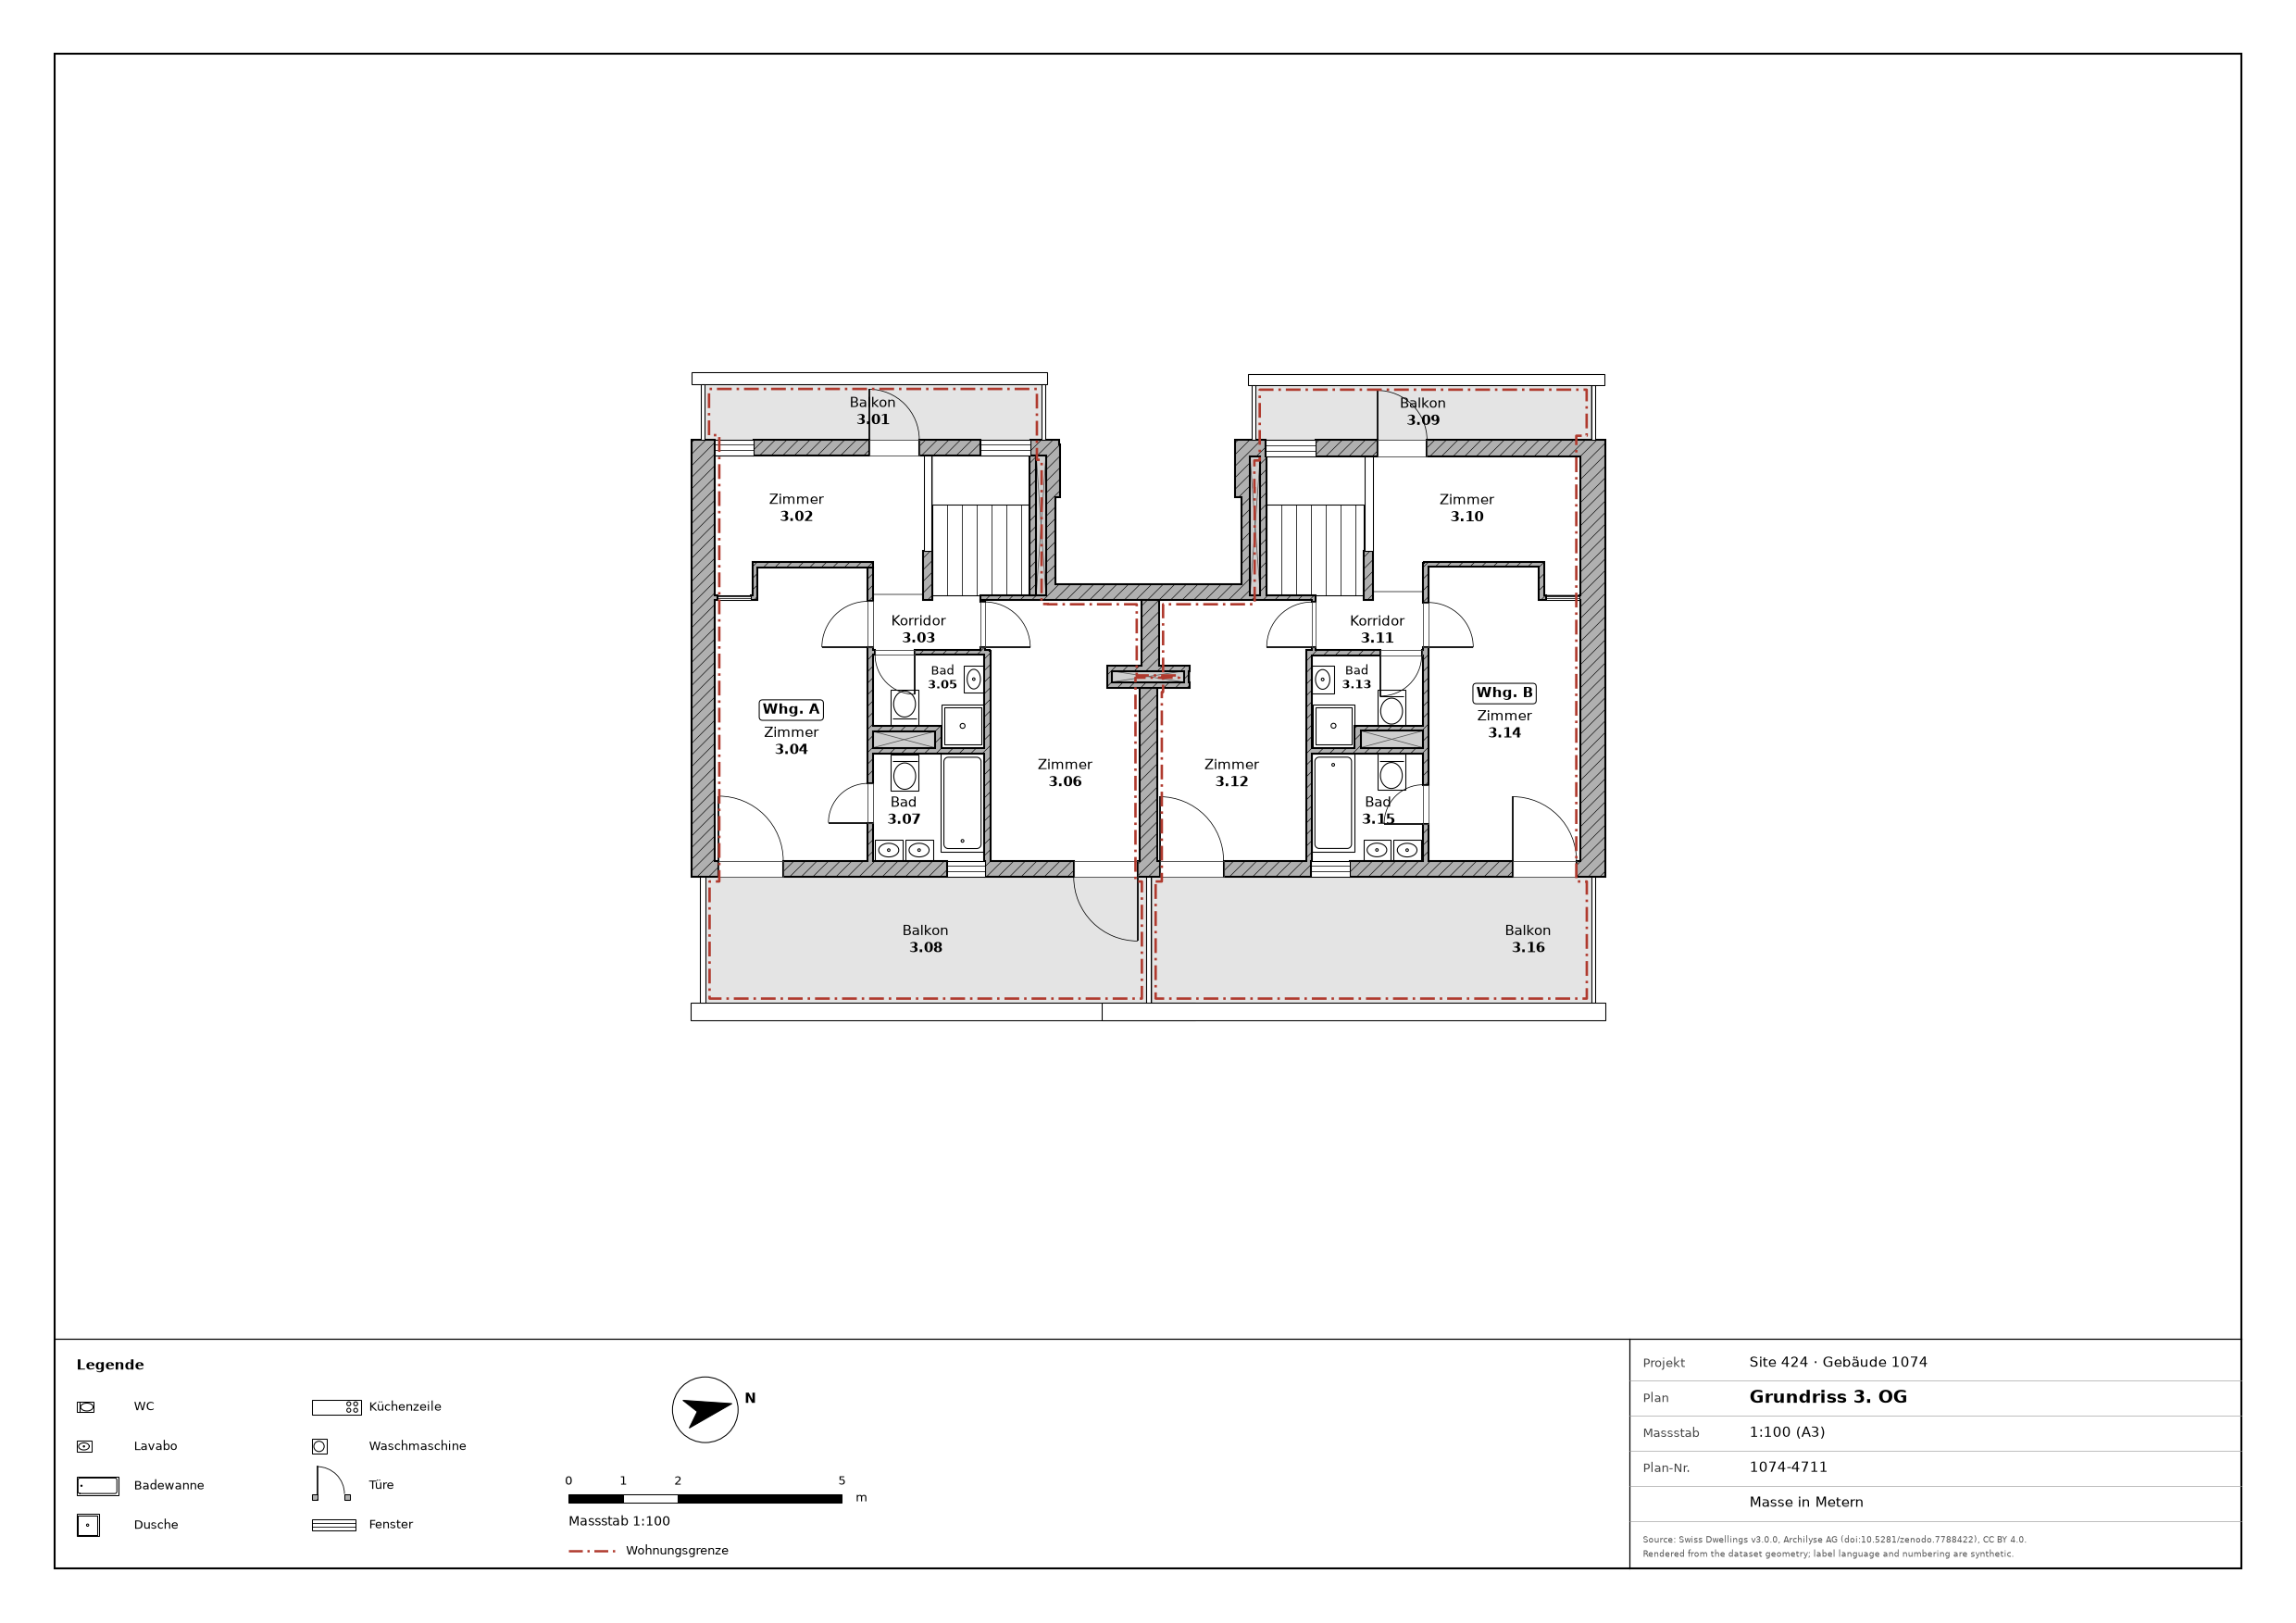 Balkon
3.01
Balkon
3.09
Zimmer
3.02
Zimmer
3.10
Korridor
3.03
Korridor
3.11
Bad
3.05
Bad
3.13
Whg. A
Zimmer
3.04
Whg. B
Zimmer
3.14
Zimmer
3.06
Zimmer
3.12
Bad
3.07
Bad
3.15
Balkon
3.08
Balkon
3.16
Legende
WC
Lavabo
Badewanne
Dusche
Küchenzeile
Waschmaschine
Türe
Fenster
N
0 1 2 5
m
Massstab 1:100
Wohnungsgrenze
Projekt Site 424 · Gebäude 1074
Plan Grundriss 3. OG
Massstab 1:100 (A3)
Plan-Nr. 1074-4711
Masse in Metern
Source: Swiss Dwellings v3.0.0, Archilyse AG (doi:10.5281/zenodo.7788422), CC BY 4.0.
Rendered from the dataset geometry; label language and numbering are synthetic.